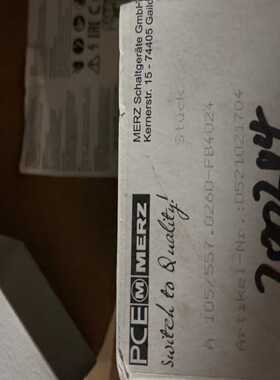 MERZ Schaltgeräte GmbH
Kernerstr. 15 - 74405 Gaild
Stück
PCE M MERZ
Switch to Quality!
A 105/557.0260-FB4024
Artikel-Nr.:0521021704